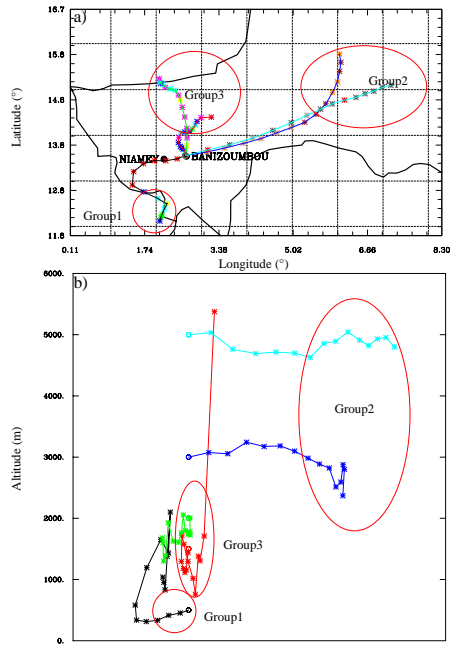 16.7
a)
15.8
14.8
13.8
12.8
11.8
Latitude (°)
Group3
Group2
NIAMEY
BANIZOUMBOU
Group1
0.11
1.74
3.38
5.02
6.66
8.30
Longitude (°)
6000.
b)
5000.
4000.
3000.
2000.
1000.
0.
Altitude (m)
Group2
Group3
Group1